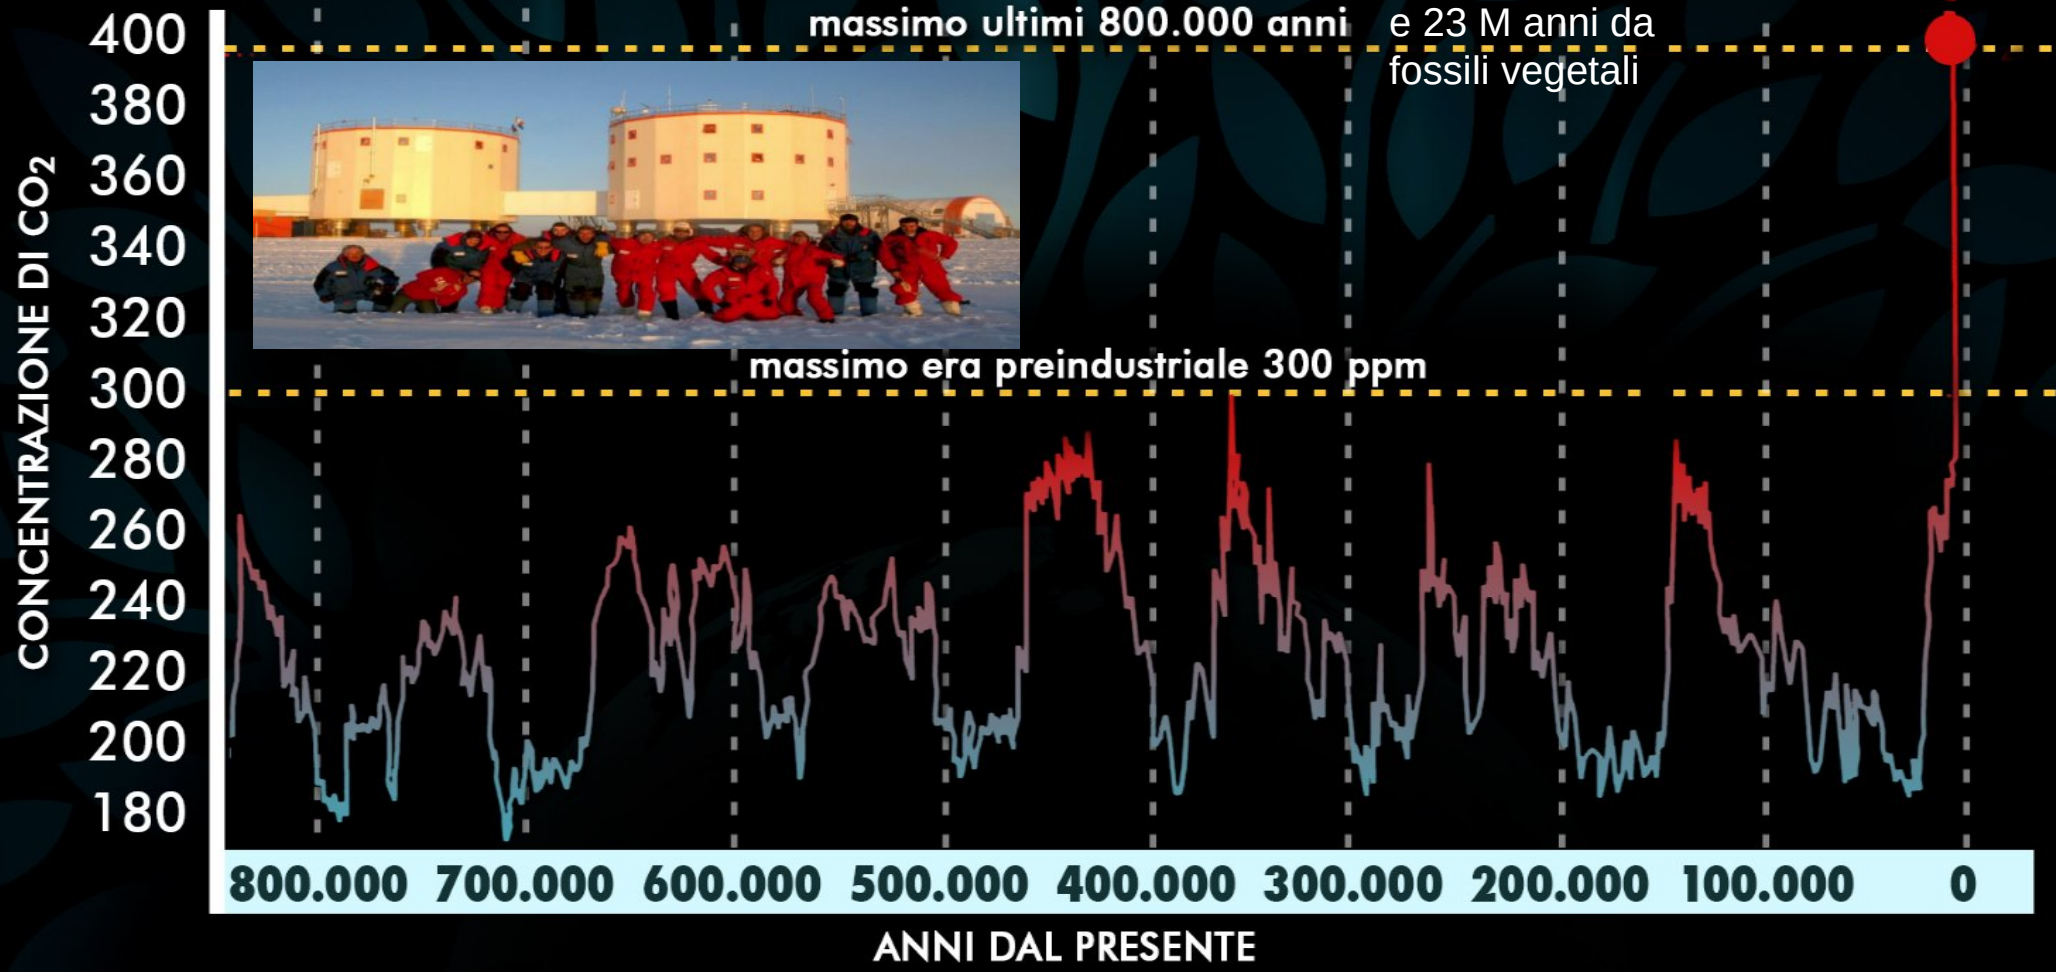 massimo ultimi 800.000 anni
e 23 M anni da
fossili vegetali
400
380
360
340
320
300
280
260
240
220
200
180
CONCENTRAZIONE DI CO₂
massimo era preindustriale 300 ppm
800.000 700.000 600.000 500.000 400.000 300.000 200.000 100.000 0
ANNI DAL PRESENTE